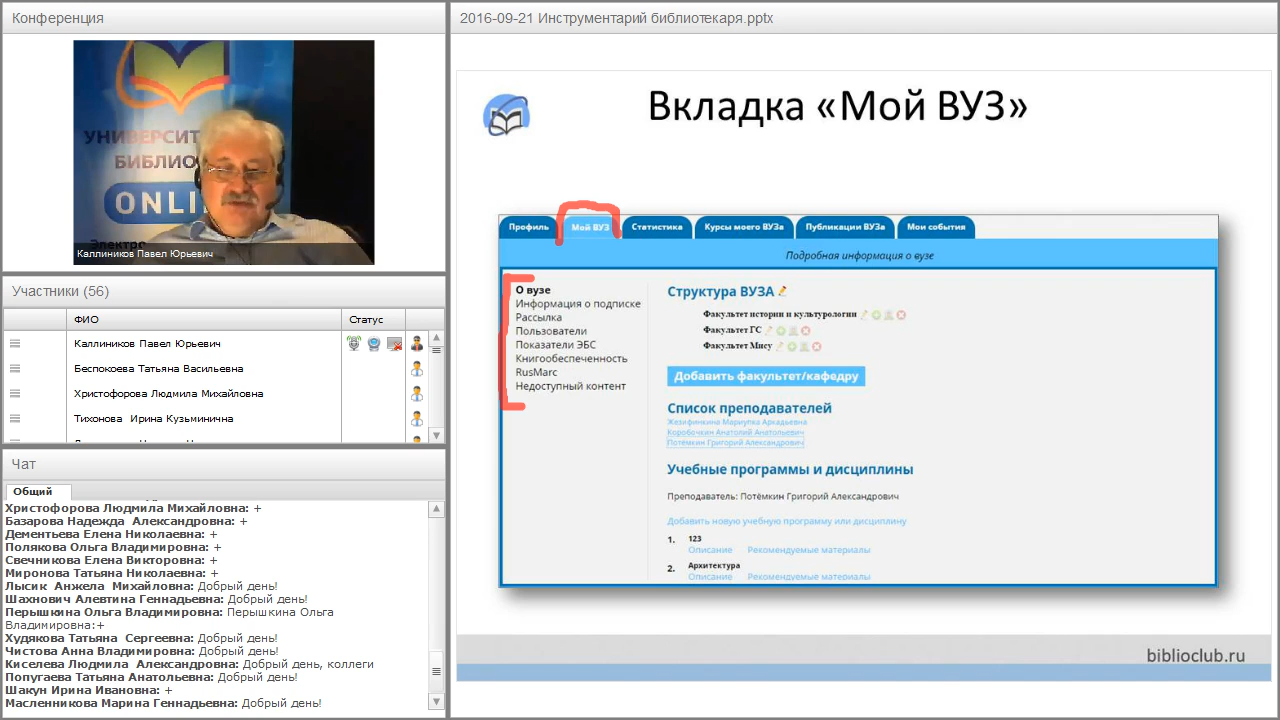 Конференция
УНИВЕРСИТ
БИБЛИО
ONLI
Электро
Каллиников Павел Юрьевич
Участники (56)
ФИО
Статус
Каллиников Павел Юрьевич
Беспокоева Татьяна Васильевна
Христофорова Людмила Михайловна
Тихонова Ирина Кузьминична
Чат
Общий
Христофорова Людмила Михайловна: +
Базарова Надежда Александровна: +
Дементьева Елена Николаевна: +
Полякова Ольга Владимировна: +
Свечникова Елена Викторовна: +
Миронова Татьяна Николаевна: +
Лысик Анжела Михайловна: Добрый день!
Шахнович Алевтина Геннадьевна: Добрый день!
Перышкина Ольга Владимировна: Перышкина Ольга
Владимировна:+
Худякова Татьяна Сергеевна: Добрый день!
Чистова Анна Владимировна: Добрый день!
Киселева Людмила Александровна: Добрый день, коллеги
Попугаева Татьяна Анатольевна: Добрый день!
Шакун Ирина Ивановна: +
Масленникова Марина Геннадьевна: Добрый день!
2016-09-21 Инструментарий библиотекаря.pptx
Вкладка «Мой ВУЗ»
Профиль
Мой ВУЗ
Статистика
Курсы моего ВУЗа
Публикации ВУЗа
Мои события
Подробная информация о вузе
О вузе
Информация о подписке
Рассылка
Пользователи
Показатели ЭБС
Книгообеспеченность
RusMarc
Недоступный контент
Структура ВУЗА
Факультет истории и культурологии
Факультет ГС
Факультет Мису
Добавить факультет/кафедру
Список преподавателей
Жезифинкина Мариупка Аркадьевна
Коробочкин Анатолий Анатольевич
Потёмкин Григорий Александрович
Учебные программы и дисциплины
Преподаватель: Потёмкин Григорий Александрович
Добавить новую учебную программу или дисциплину
1. 123
Описание Рекомендуемые материалы
2. Архитектура
Описание Рекомендуемые материалы
biblioclub.ru